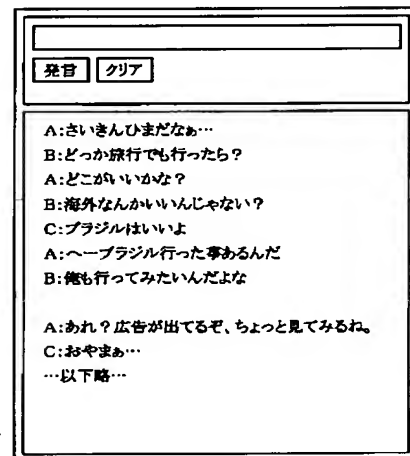 発言 クリア
A:さいきんひまだなぁ…
B:どっか旅行でも行ったら？
A:どこがいいかな？
B:海外なんかいいんじゃない？
C:ブラジルはいいよ
A:へーブラジル行った事あるんだ
B:俺も行ってみたいんだよな
A:あれ？広告が出てるぞ、ちょっと見てみるね。
C:おやまぁ…
…以下略…